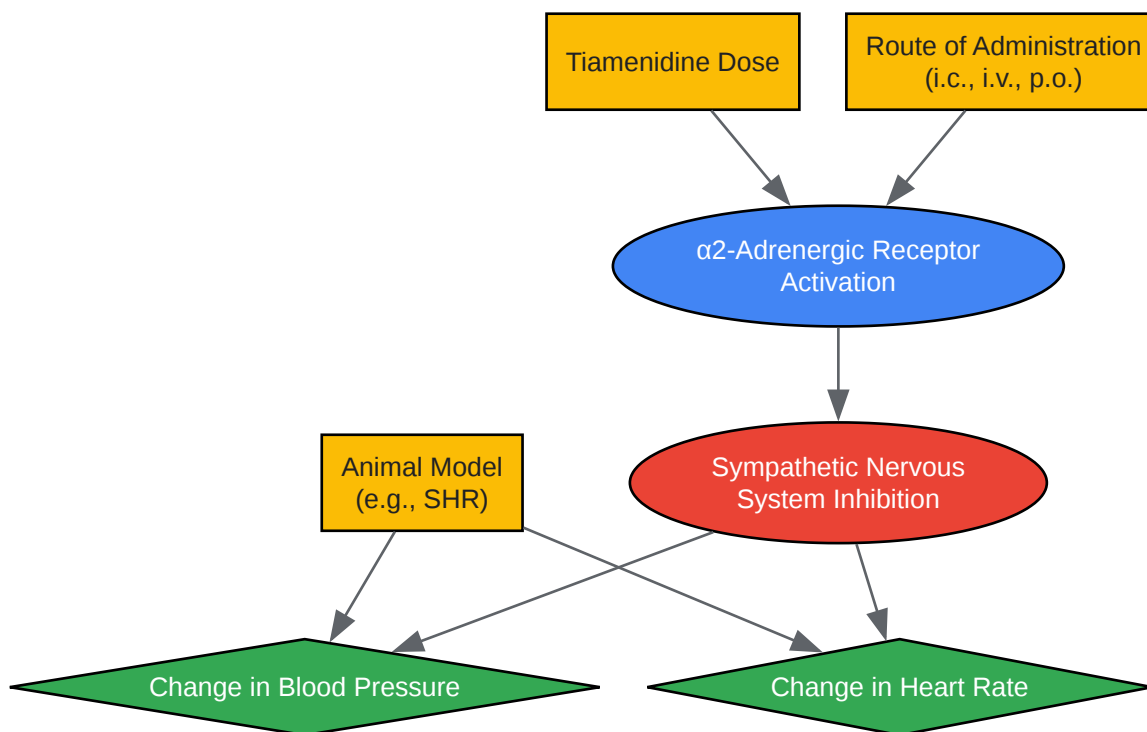 Tiamenidine Dose
Route of Administration
(i.c., i.v., p.o.)
α2-Adrenergic Receptor
Activation
Animal Model
(e.g., SHR)
Sympathetic Nervous
System Inhibition
Change in Blood Pressure
Change in Heart Rate